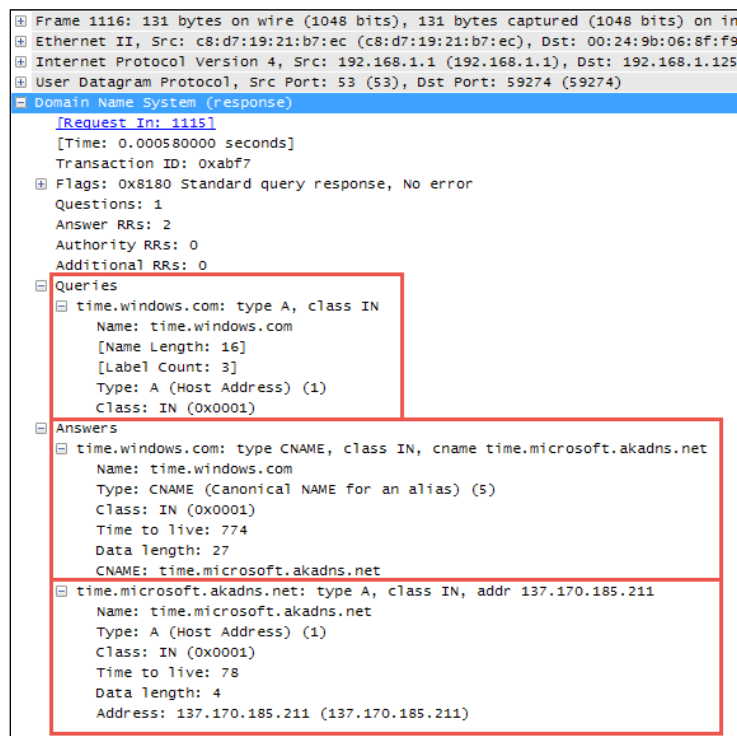 Frame 1116: 131 bytes on wire (1048 bits), 131 bytes captured (1048 bits) on in
Ethernet II, Src: c8:d7:19:21:b7:ec (c8:d7:19:21:b7:ec), Dst: 00:24:9b:06:8f:f9
Internet Protocol Version 4, Src: 192.168.1.1 (192.168.1.1), Dst: 192.168.1.125
User Datagram Protocol, Src Port: 53 (53), Dst Port: 59274 (59274)
Domain Name System (response)
[Request In: 1115]
[Time: 0.000580000 seconds]
Transaction ID: 0xabf7
Flags: 0x8180 Standard query response, No error
Questions: 1
Answer RRs: 2
Authority RRs: 0
Additional RRs: 0
Queries
time.windows.com: type A, class IN
Name: time.windows.com
[Name Length: 16]
[Label Count: 3]
Type: A (Host Address) (1)
Class: IN (0x0001)
Answers
time.windows.com: type CNAME, class IN, cname time.microsoft.akadns.net
Name: time.windows.com
Type: CNAME (Canonical NAME for an alias) (5)
Class: IN (0x0001)
Time to live: 774
Data length: 27
CNAME: time.microsoft.akadns.net
time.microsoft.akadns.net: type A, class IN, addr 137.170.185.211
Name: time.microsoft.akadns.net
Type: A (Host Address) (1)
Class: IN (0x0001)
Time to live: 78
Data length: 4
Address: 137.170.185.211 (137.170.185.211)